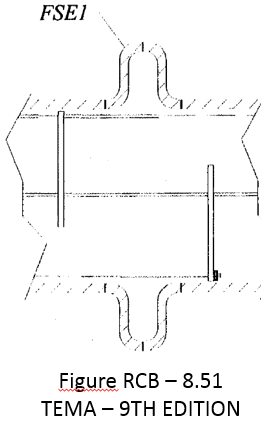 FSE1
Figure RCB – 8.51
TEMA – 9TH EDITION